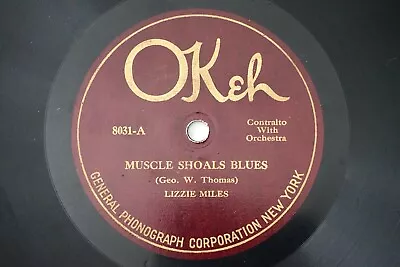 OKeh
8031-A
Contralto
With
Orchestra
MUSCLE SHOALS BLUES
(Geo. W. Thomas)
LIZZIE MILES
GENERAL PHONOGRAPH CORPORATION NEW YORK